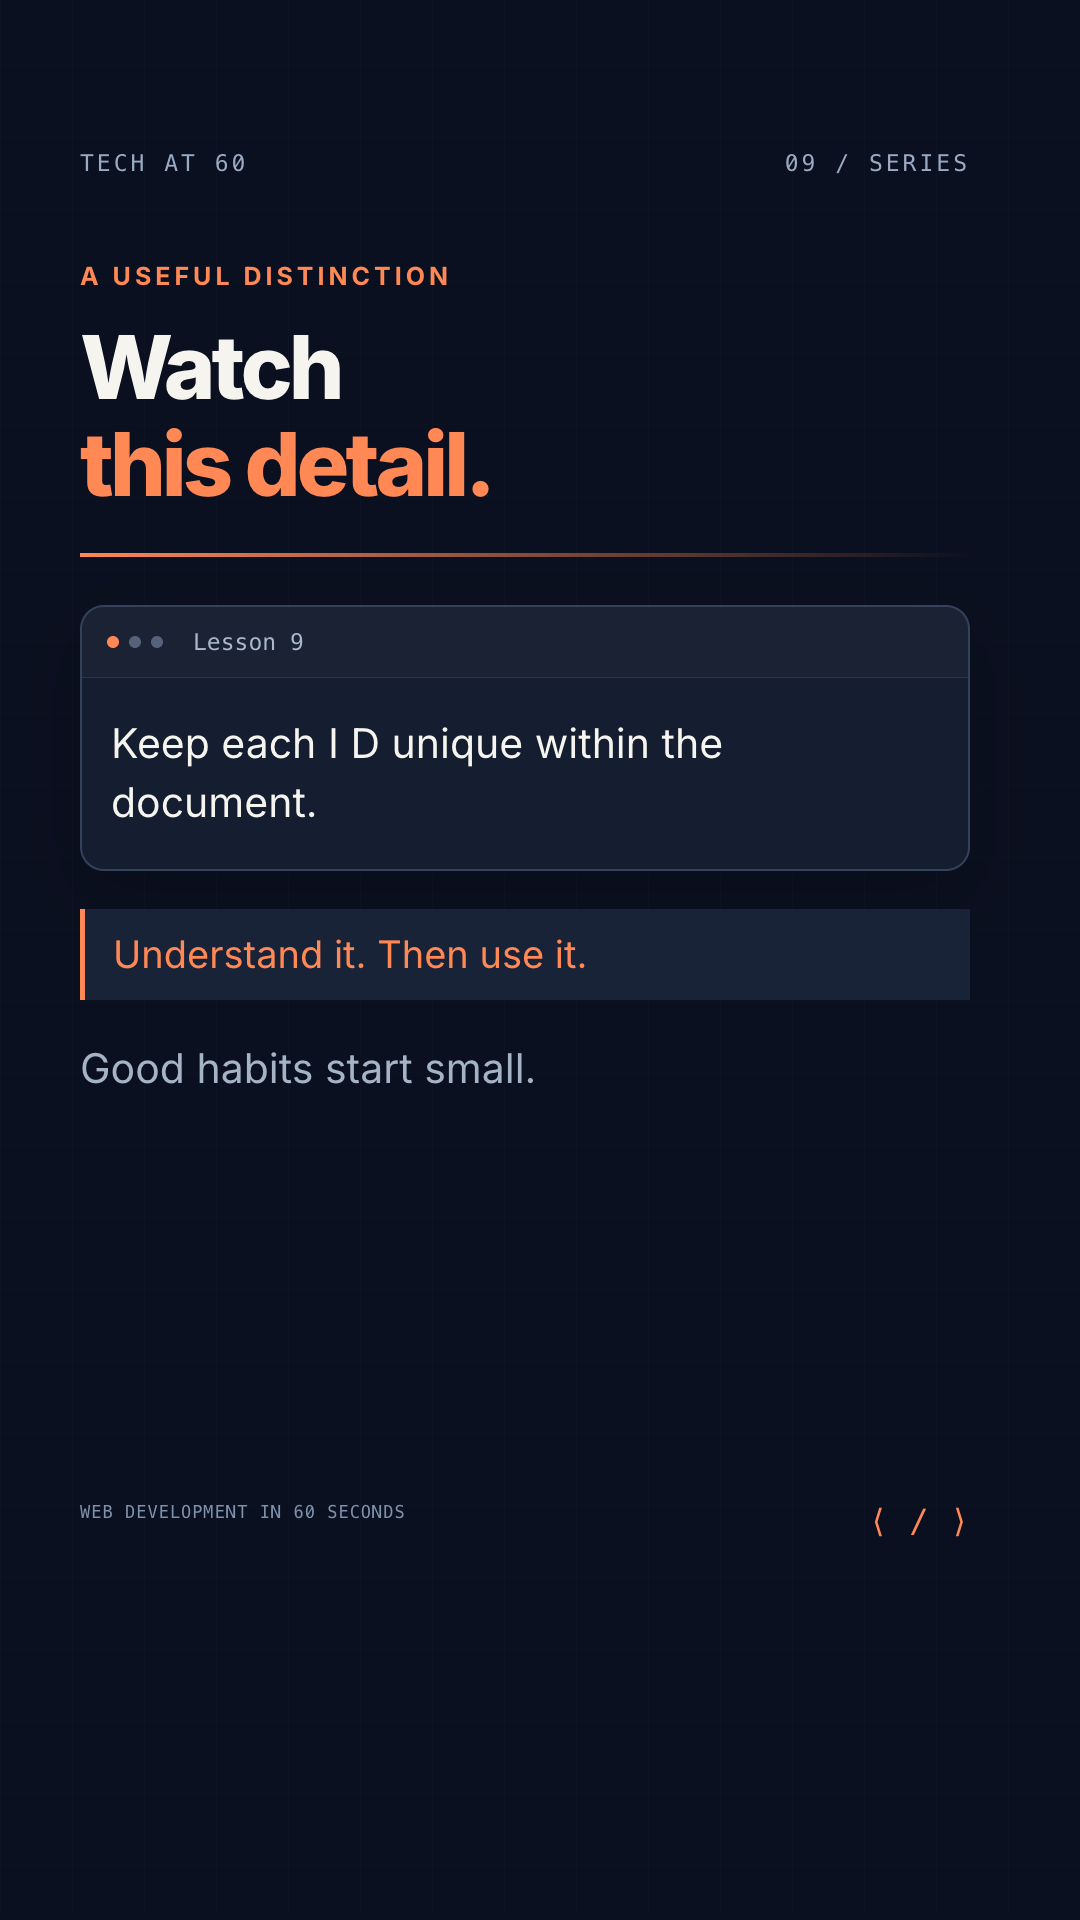 TECH AT 60
09 / SERIES
A USEFUL DISTINCTION
Watch
this detail.
Lesson 9
Keep each I D unique within the
document.
Understand it. Then use it.
Good habits start small.
WEB DEVELOPMENT IN 60 SECONDS
⟨ / ⟩